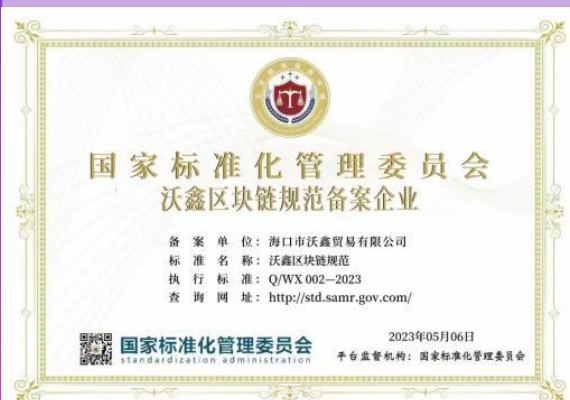 国家标准化管理委员会
沃鑫区块链规范备案企业
备案单位：海口市沃鑫贸易有限公司
标准名称：沃鑫区块链规范
执行标准：Q/WX 002—2023
查询网址：http://std.samr.gov.com/
国家标准化管理委员会
standardization administration
2023年05月06日
平台监督机构：国家标准化管理委员会